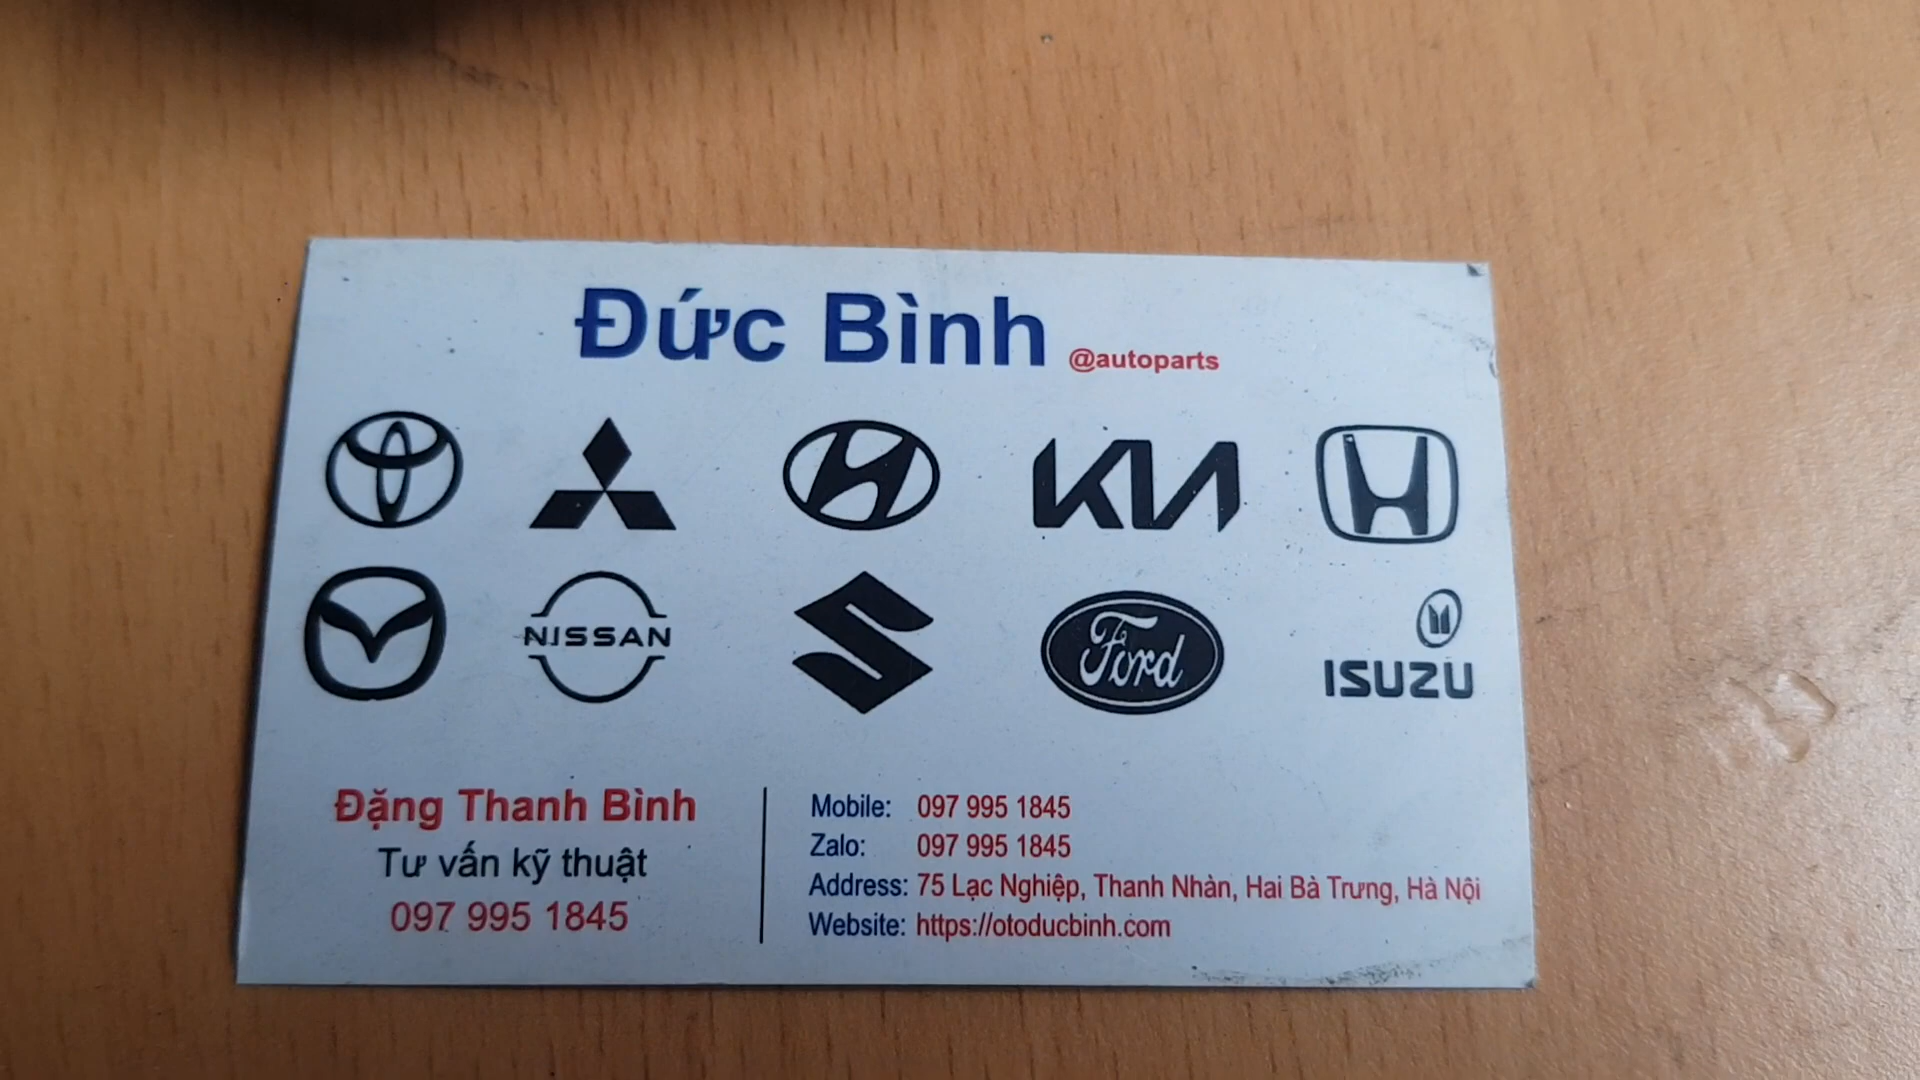 Đức Bình @autoparts
KIA
NISSAN
Ford
ISUZU
Đặng Thanh Bình
Tư vấn kỹ thuật
097 995 1845
Mobile: 097 995 1845
Zalo: 097 995 1845
Address: 75 Lạc Nghiệp, Thanh Nhàn, Hai Bà Trưng, Hà Nội
Website: https://otoducbinh.com